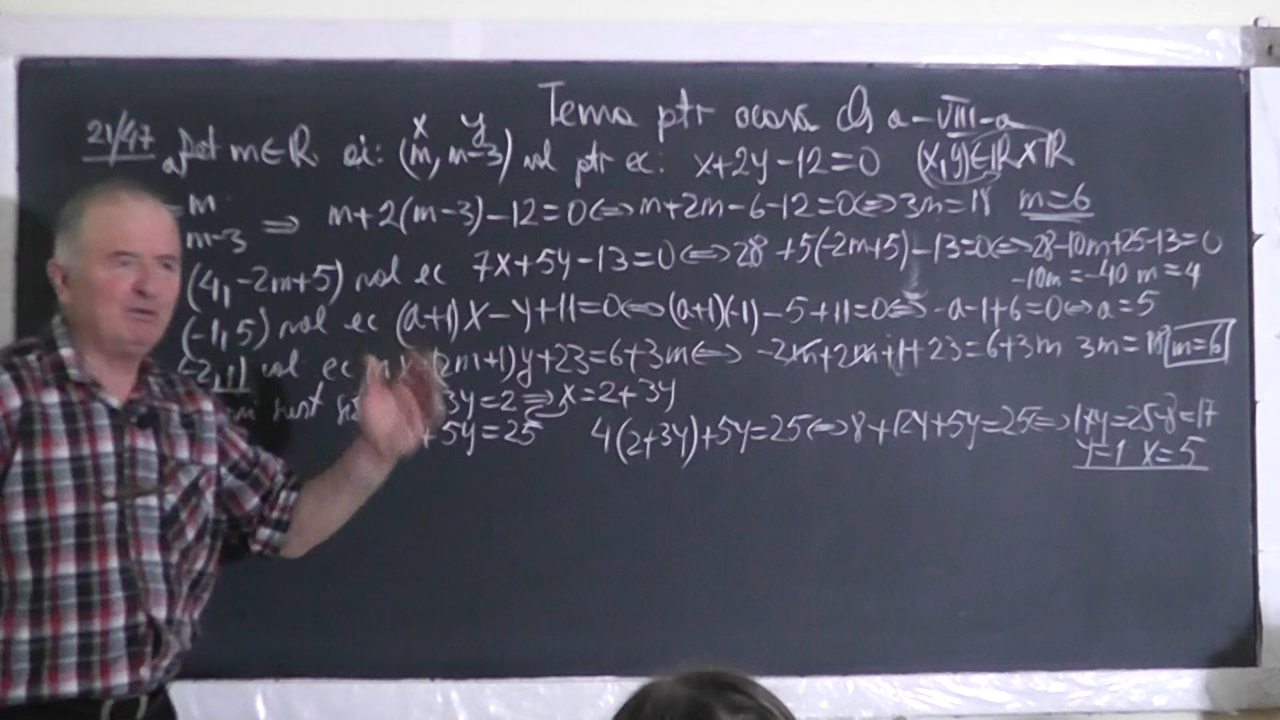 Tema ptr acasa cls a-VIII-a
21/47 a) Det m∈R ai: (m, m-3) sol ptr ec: x+2y-12=0 (x,y)∈R×R
x y
m
m-3 ⇒ m+2(m-3)-12=0⇔m+2m-6-12=0⇔3m=18 m=6
(4, -2m+5) sol ec 7x+5y-13=0⇔28+5(-2m+5)-13=0⇔28-10m+25-13=0
-10m=-40 m=4
(-1, 5) sol ec (a+1)x-y+11=0⇔(a+1)(-1)-5+11=0⇔-a-1+6=0⇔a=5
-2,1) sol ec 2m+1)y+23=6+3m⇔ -2m+2m+1+23=6+3m 3m=18 m=6
3y=2⇒x=2+3y
+5y=25 4(2+3y)+5y=25⇔8+12y+5y=25⇒17y=25-8=17
y=1 x=5